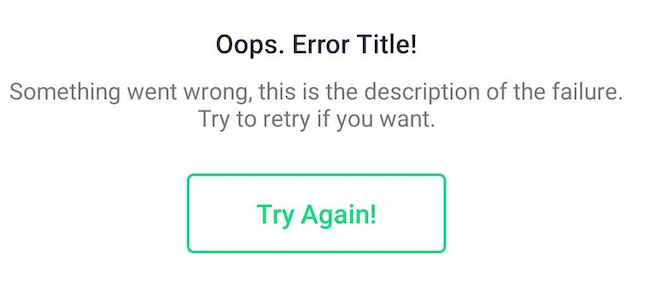 Oops. Error Title!
Something went wrong, this is the description of the failure.
Try to retry if you want.
Try Again!